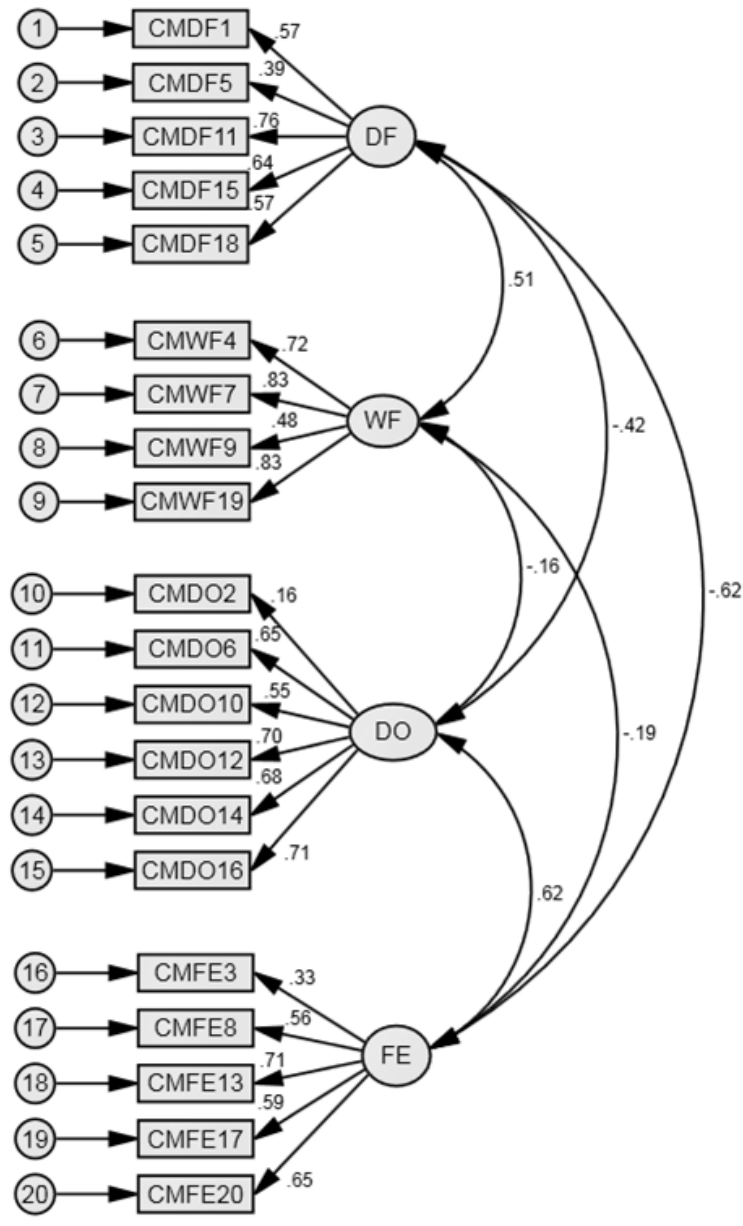 1 CMDF1 .57
2 CMDF5 .39
3 CMDF11 .76 DF
4 CMDF15 .64
5 CMDF18 .57
.51
6 CMWF4 .72
7 CMWF7 .83
WF
-.42
8 CMWF9 .48
9 CMWF19 .83
-.16
10 CMDO2 .16
-.62
11 CMDO6 .65
12 CMDO10 .55
DO
-.19
13 CMDO12 .70
14 CMDO14 .68
15 CMDO16 .71
.62
16 CMFE3 .33
17 CMFE8 .56
FE
18 CMFE13 .71
19 CMFE17 .59
20 CMFE20 .65